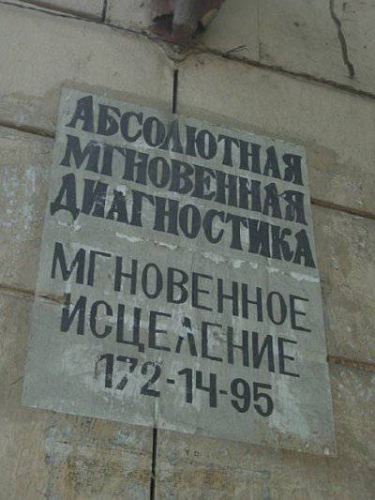 АБСОЛЮТНАЯ
МГНОВЕННАЯ
ДИАГНОСТИКА
МГНОВЕННОЕ
ИСЦЕЛЕНИЕ
172-14-95